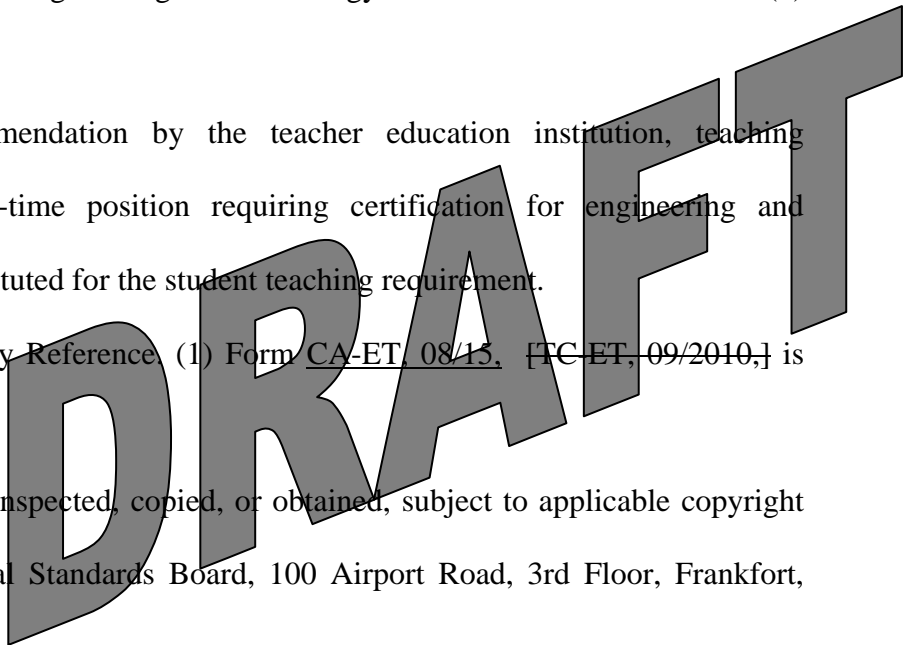 mendation by the teacher education institution, teaching
-time position requiring certification for engineering and
tuted for the student teaching requirement.
y Reference. (1) Form CA-ET, 08/15, [TC-ET, 09/2010,] is
nspected, copied, or obtained, subject to applicable copyright
al Standards Board, 100 Airport Road, 3rd Floor, Frankfort,
DRAFT